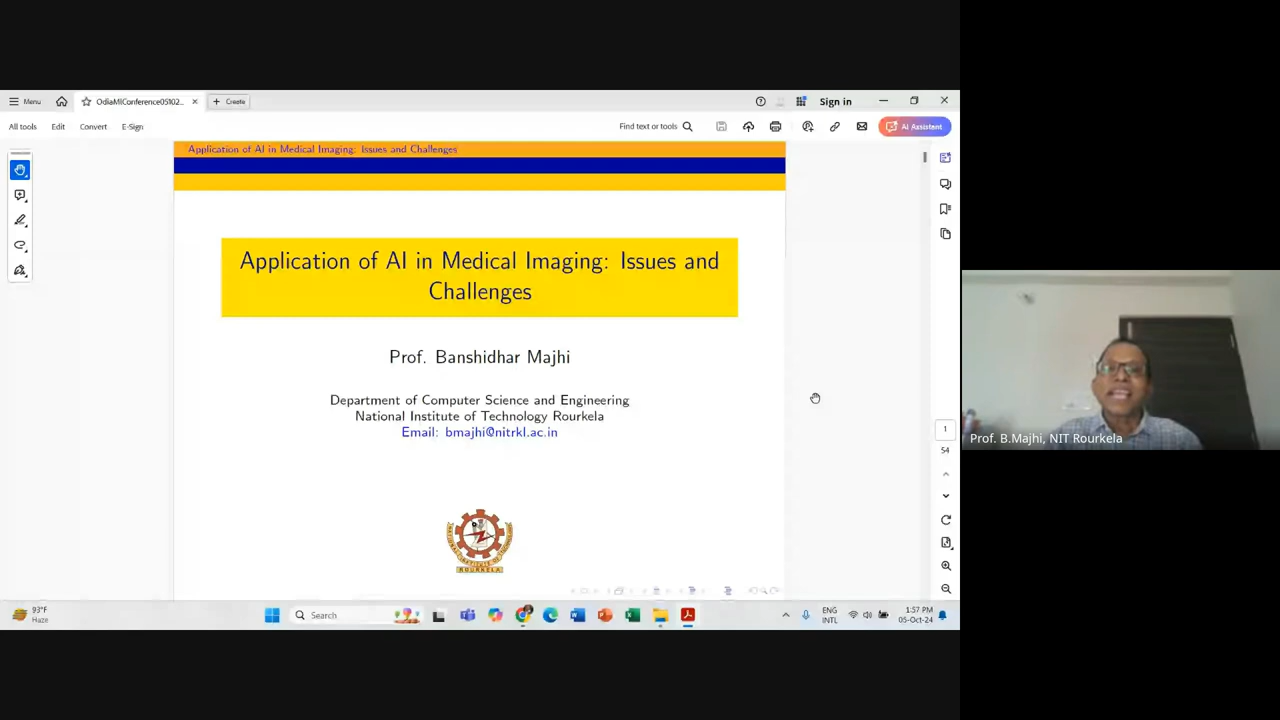 Menu
OdiaMIConference05102...
Create
Sign in
All tools
Edit
Convert
E-Sign
Find text or tools
AI Assistant
Application of AI in Medical Imaging: Issues and Challenges
Application of AI in Medical Imaging: Issues and
Challenges
Prof. Banshidhar Majhi
Department of Computer Science and Engineering
National Institute of Technology Rourkela
Email: bmajhi@nitrkl.ac.in
ROURKELA
1
54
Prof. B.Majhi, NIT Rourkela
93°F
Haze
Search
ENG
INTL
1:57 PM
05-Oct-24